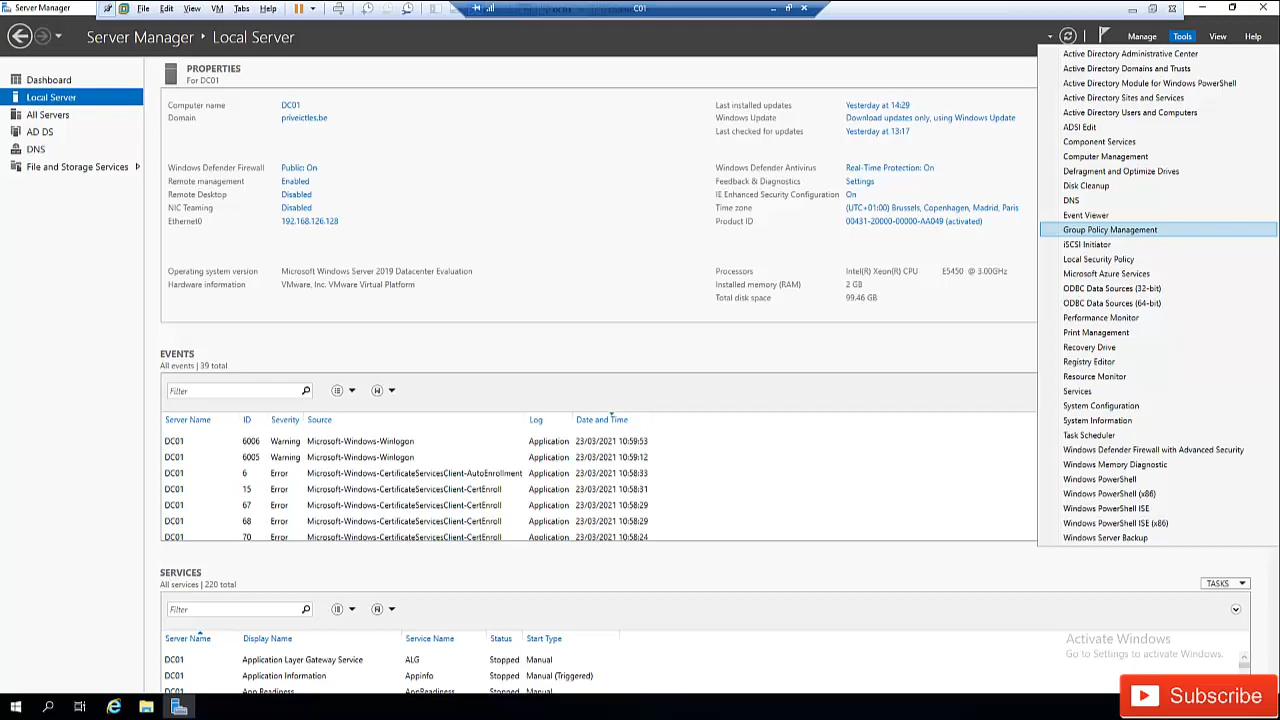 Server Manager
File Edit View VM Tabs Help
C01
Server Manager • Local Server
Manage Tools View Help
Dashboard
Local Server
All Servers
AD DS
DNS
File and Storage Services
PROPERTIES
For DC01
Computer name DC01
Domain priveictles.be
Last installed updates Yesterday at 14:29
Windows Update Download updates only, using Windows Update
Last checked for updates Yesterday at 13:17
Windows Defender Firewall Public: On
Remote management Enabled
Remote Desktop Disabled
NIC Teaming Disabled
Ethernet0 192.168.126.128
Windows Defender Antivirus Real-Time Protection: On
Feedback & Diagnostics Settings
IE Enhanced Security Configuration On
Time zone (UTC+01:00) Brussels, Copenhagen, Madrid, Paris
Product ID 00431-20000-00000-AA049 (activated)
Operating system version Microsoft Windows Server 2019 Datacenter Evaluation
Hardware information VMware, Inc. VMware Virtual Platform
Processors Intel(R) Xeon(R) CPU E5450 @ 3.00GHz
Installed memory (RAM) 2 GB
Total disk space 99.46 GB
EVENTS
All events | 39 total
Filter
Server Name ID Severity Source Log Date and Time
DC01 6006 Warning Microsoft-Windows-Winlogon Application 23/03/2021 10:59:53
DC01 6005 Warning Microsoft-Windows-Winlogon Application 23/03/2021 10:59:12
DC01 6 Error Microsoft-Windows-CertificateServicesClient-AutoEnrollment Application 23/03/2021 10:58:33
DC01 15 Error Microsoft-Windows-CertificateServicesClient-CertEnroll Application 23/03/2021 10:58:31
DC01 67 Error Microsoft-Windows-CertificateServicesClient-CertEnroll Application 23/03/2021 10:58:29
DC01 68 Error Microsoft-Windows-CertificateServicesClient-CertEnroll Application 23/03/2021 10:58:29
DC01 70 Error Microsoft-Windows-CertificateServicesClient-CertEnroll Application 23/03/2021 10:58:24
SERVICES
All services | 220 total
TASKS
Filter
Server Name Display Name Service Name Status Start Type
DC01 Application Layer Gateway Service ALG Stopped Manual
DC01 Application Information Appinfo Stopped Manual (Triggered)
DC01 App Readiness AppReadiness Stopped Manual
Active Directory Administrative Center
Active Directory Domains and Trusts
Active Directory Module for Windows PowerShell
Active Directory Sites and Services
Active Directory Users and Computers
ADSI Edit
Component Services
Computer Management
Defragment and Optimize Drives
Disk Cleanup
DNS
Event Viewer
Group Policy Management
iSCSI Initiator
Local Security Policy
Microsoft Azure Services
ODBC Data Sources (32-bit)
ODBC Data Sources (64-bit)
Performance Monitor
Print Management
Recovery Drive
Registry Editor
Resource Monitor
Services
System Configuration
System Information
Task Scheduler
Windows Defender Firewall with Advanced Security
Windows Memory Diagnostic
Windows PowerShell
Windows PowerShell (x86)
Windows PowerShell ISE
Windows PowerShell ISE (x86)
Windows Server Backup
Activate Windows
Go to Settings to activate Windows.
Subscribe